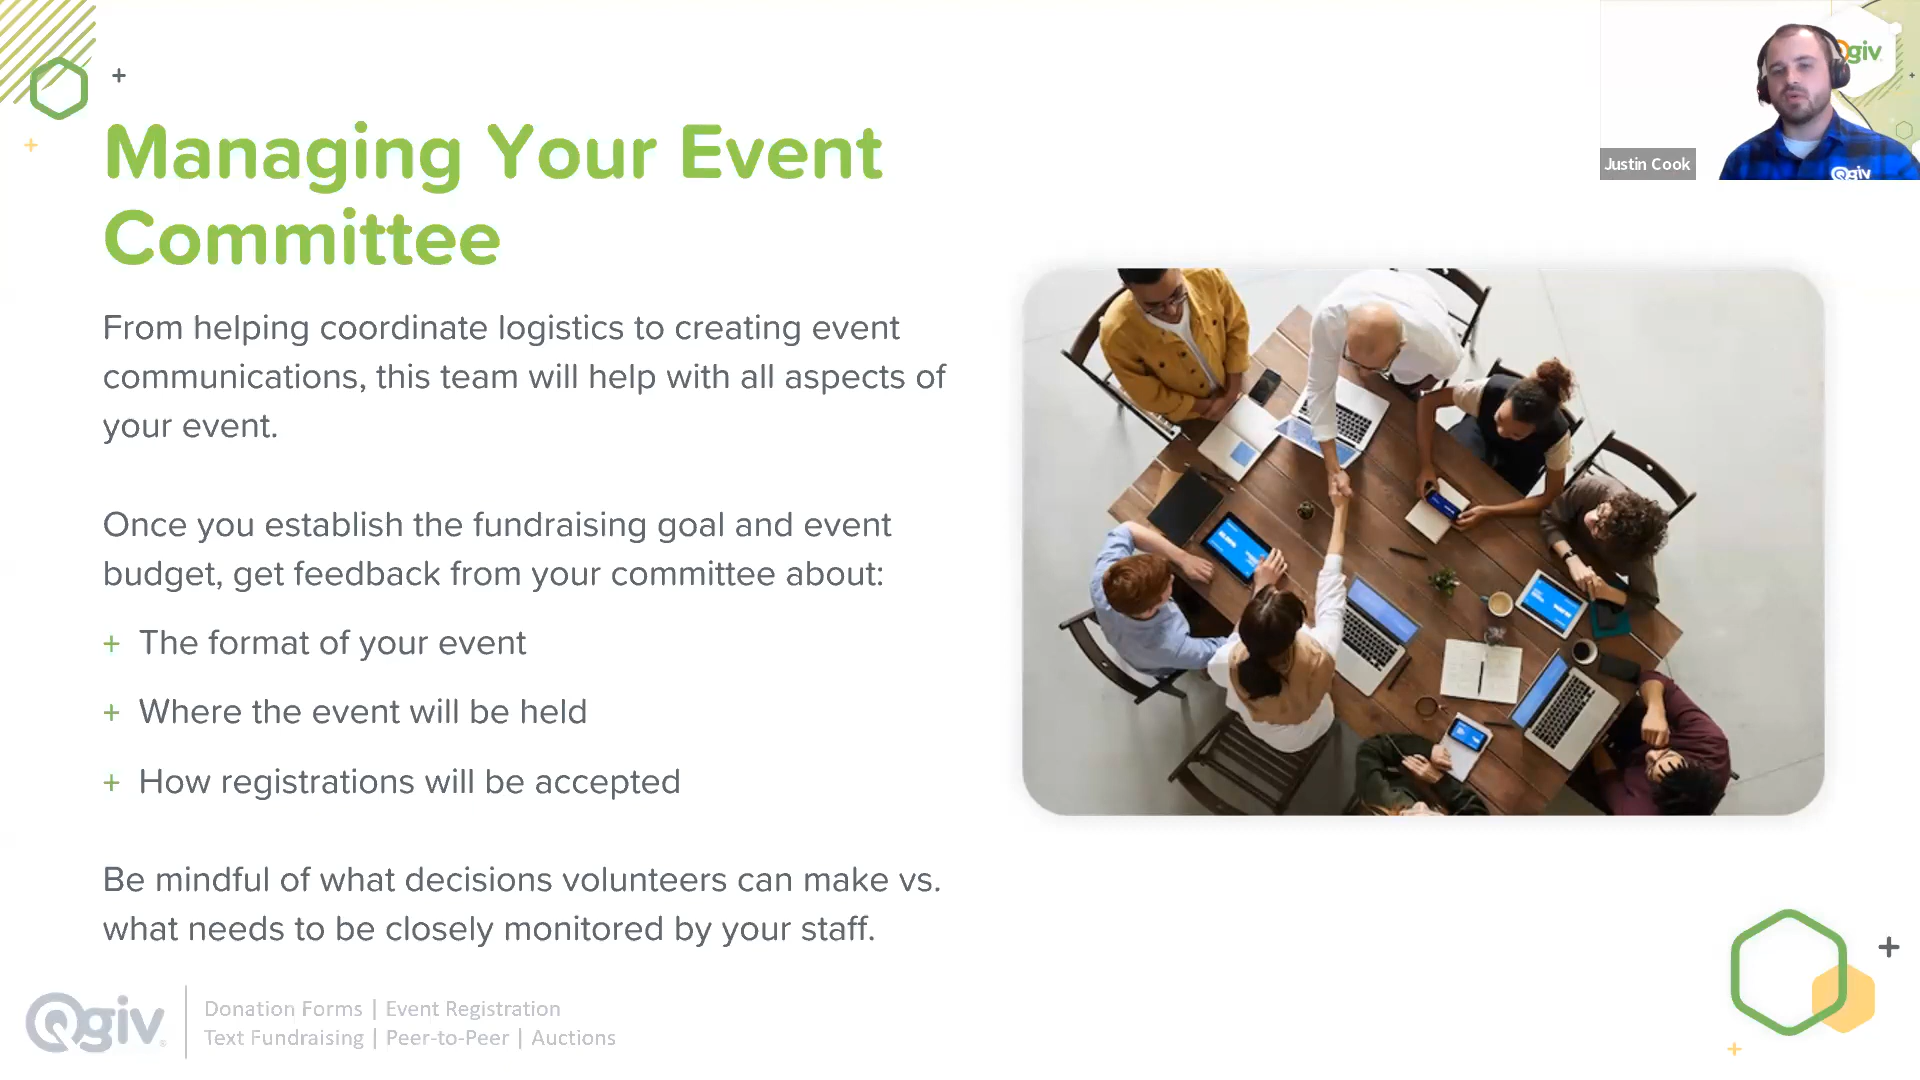 Managing Your Event
Committee
From helping coordinate logistics to creating event
communications, this team will help with all aspects of
your event.
Once you establish the fundraising goal and event
budget, get feedback from your committee about:
+ The format of your event
+ Where the event will be held
+ How registrations will be accepted
Be mindful of what decisions volunteers can make vs.
what needs to be closely monitored by your staff.
Qgiv
Donation Forms | Event Registration
Text Fundraising | Peer-to-Peer | Auctions
Qgiv
Justin Cook
Qgiv